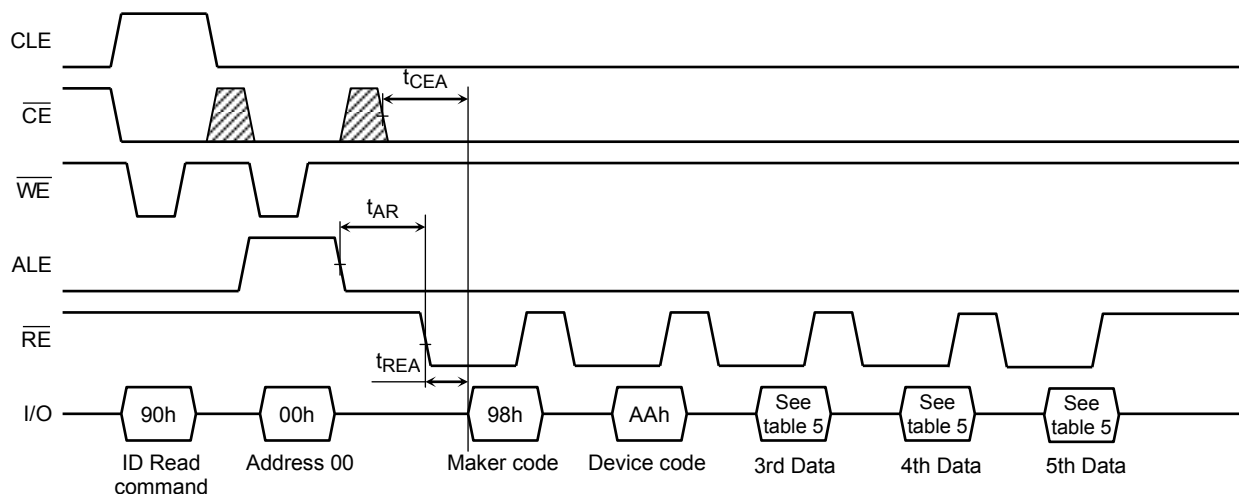 CLE
tCEA
CE
WE
tAR
ALE
RE
tREA
I/O
90h
00h
98h
AAh
See
table 5
See
table 5
See
table 5
ID Read
command
Address 00
Maker code
Device code
3rd Data
4th Data
5th Data